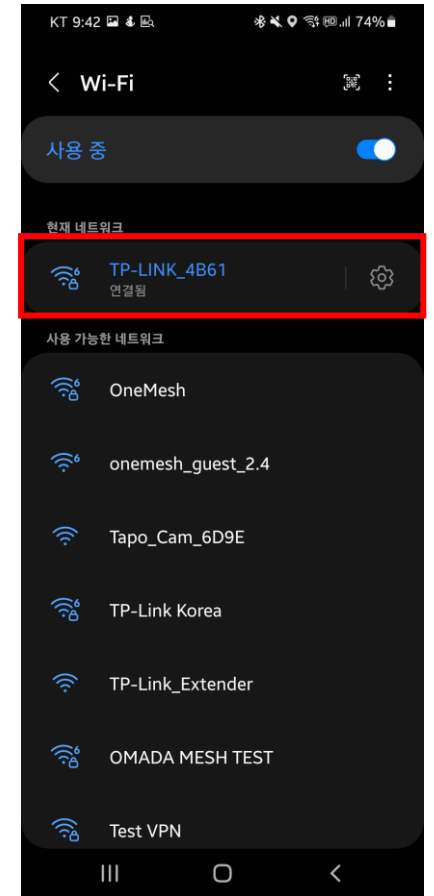 KT 9:42 HD 74%
Wi-Fi
사용 중
현재 네트워크
TP-LINK_4B61
연결됨
사용 가능한 네트워크
OneMesh
onemesh_guest_2.4
Tapo_Cam_6D9E
TP-Link Korea
TP-Link_Extender
OMADA MESH TEST
Test VPN